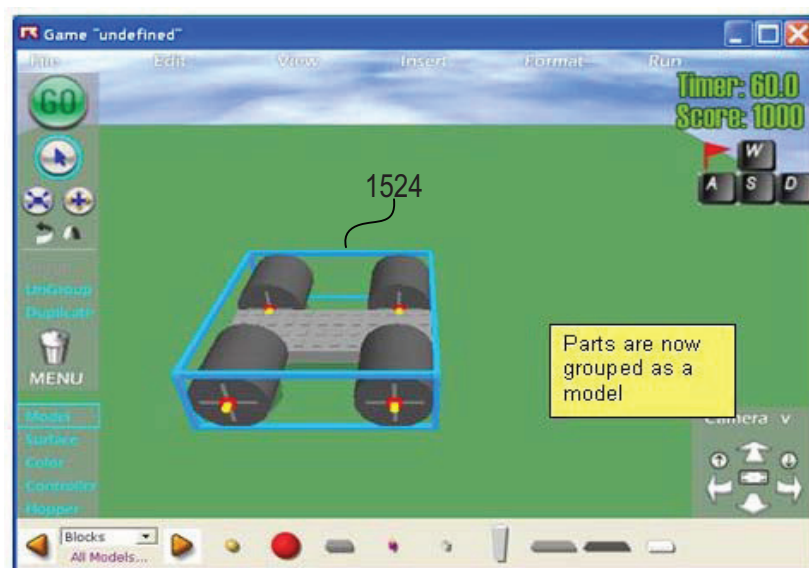 Game "undefined"
File Edit View Insert Format Run
GO
Timer: 60.0
Score: 1000
W
A S D
1524
UnGroup
Duplicate
MENU
Parts are now
grouped as a
model
Model
Surface
Color
Controller
Hopper
Camera v
Blocks
All Models...